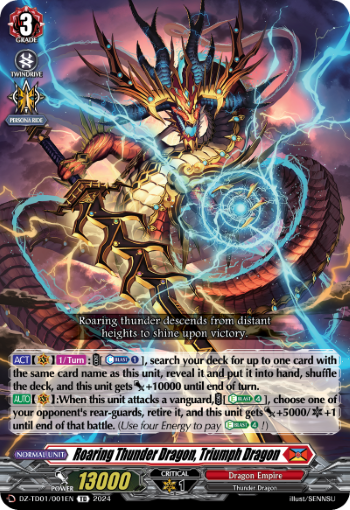 3
GRADE
TWINDRIVE
PERSONA RIDE
Roaring thunder descends from distant
heights to shine upon victory.
ACT【】1/Turn:【BLAST 1】, search your deck for up to one card with
the same card name as this unit, reveal it and put it into hand, shuffle
the deck, and this unit gets +10000 until end of turn.
AUTO【】:When this unit attacks a vanguard,【BLAST 4】, choose one of
your opponent's rear-guards, retire it, and this unit gets +5000/ +1
until end of that battle. (Use four Energy to pay BLAST 4!)
NORMAL UNIT Roaring Thunder Dragon, Triumph Dragon
POWER 13000 CRITICAL 1 Dragon Empire
Thunder Dragon
DZ-TD01/001EN TD 2024 illust/SENNSU